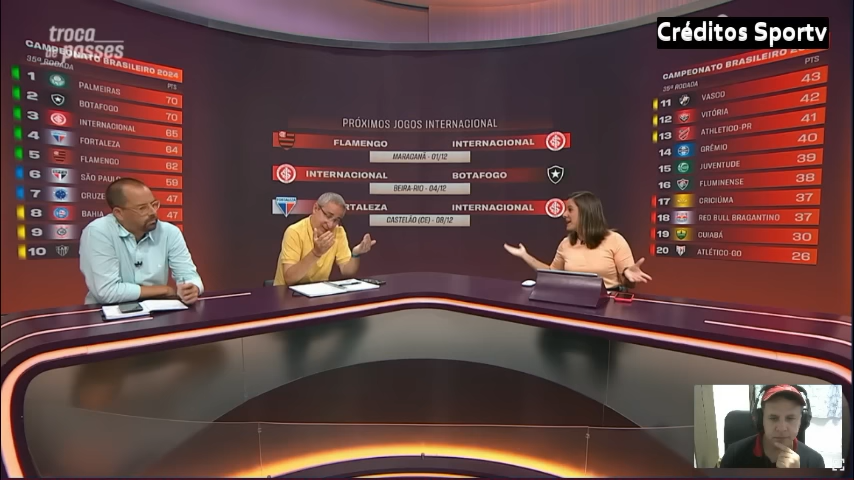 troca
de passes
Créditos Sportv
CAMPEONATO BRASILEIRO 2024
35ª RODADA
PTS
1 PALMEIRAS 70
2 BOTAFOGO 70
3 INTERNACIONAL 65
4 FORTALEZA 64
5 FLAMENGO 62
6 SÃO PAULO 59
7 CRUZE 47
8 BAHIA 47
9
10
PRÓXIMOS JOGOS INTERNACIONAL
FLAMENGO INTERNACIONAL
MARACANÃ - 01/12
INTERNACIONAL BOTAFOGO
BEIRA-RIO - 04/12
FORTALEZA INTERNACIONAL
CASTELÃO (CE) - 08/12
CAMPEONATO BRASILEIRO 2024
35ª RODADA
PTS
11 VASCO 43
12 VITÓRIA 42
13 ATHLETICO-PR 41
14 GRÊMIO 40
15 JUVENTUDE 39
16 FLUMINENSE 38
17 CRICIÚMA 37
18 RED BULL BRAGANTINO 37
19 CUIABÁ 30
20 ATLÉTICO-GO 26